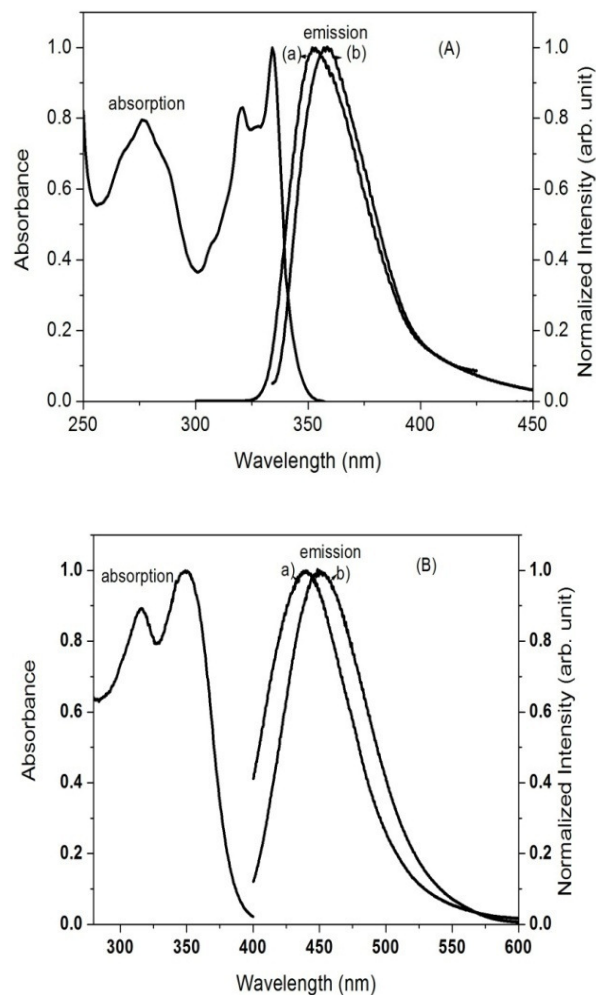 emission
(a) (b) (A)
absorption
1.0 0.8 0.6 0.4 0.2 0.0
Absorbance
1.0 0.8 0.6 0.4 0.2 0.0
Normalized Intensity (arb. unit)
250 300 350 400 450
Wavelength (nm)
emission
absorption a) b) (B)
1.0 0.8 0.6 0.4 0.2 0.0
Absorbance
1.0 0.8 0.6 0.4 0.2 0.0
Normalized Intensity (arb. unit)
300 350 400 450 500 550 600
Wavelength (nm)